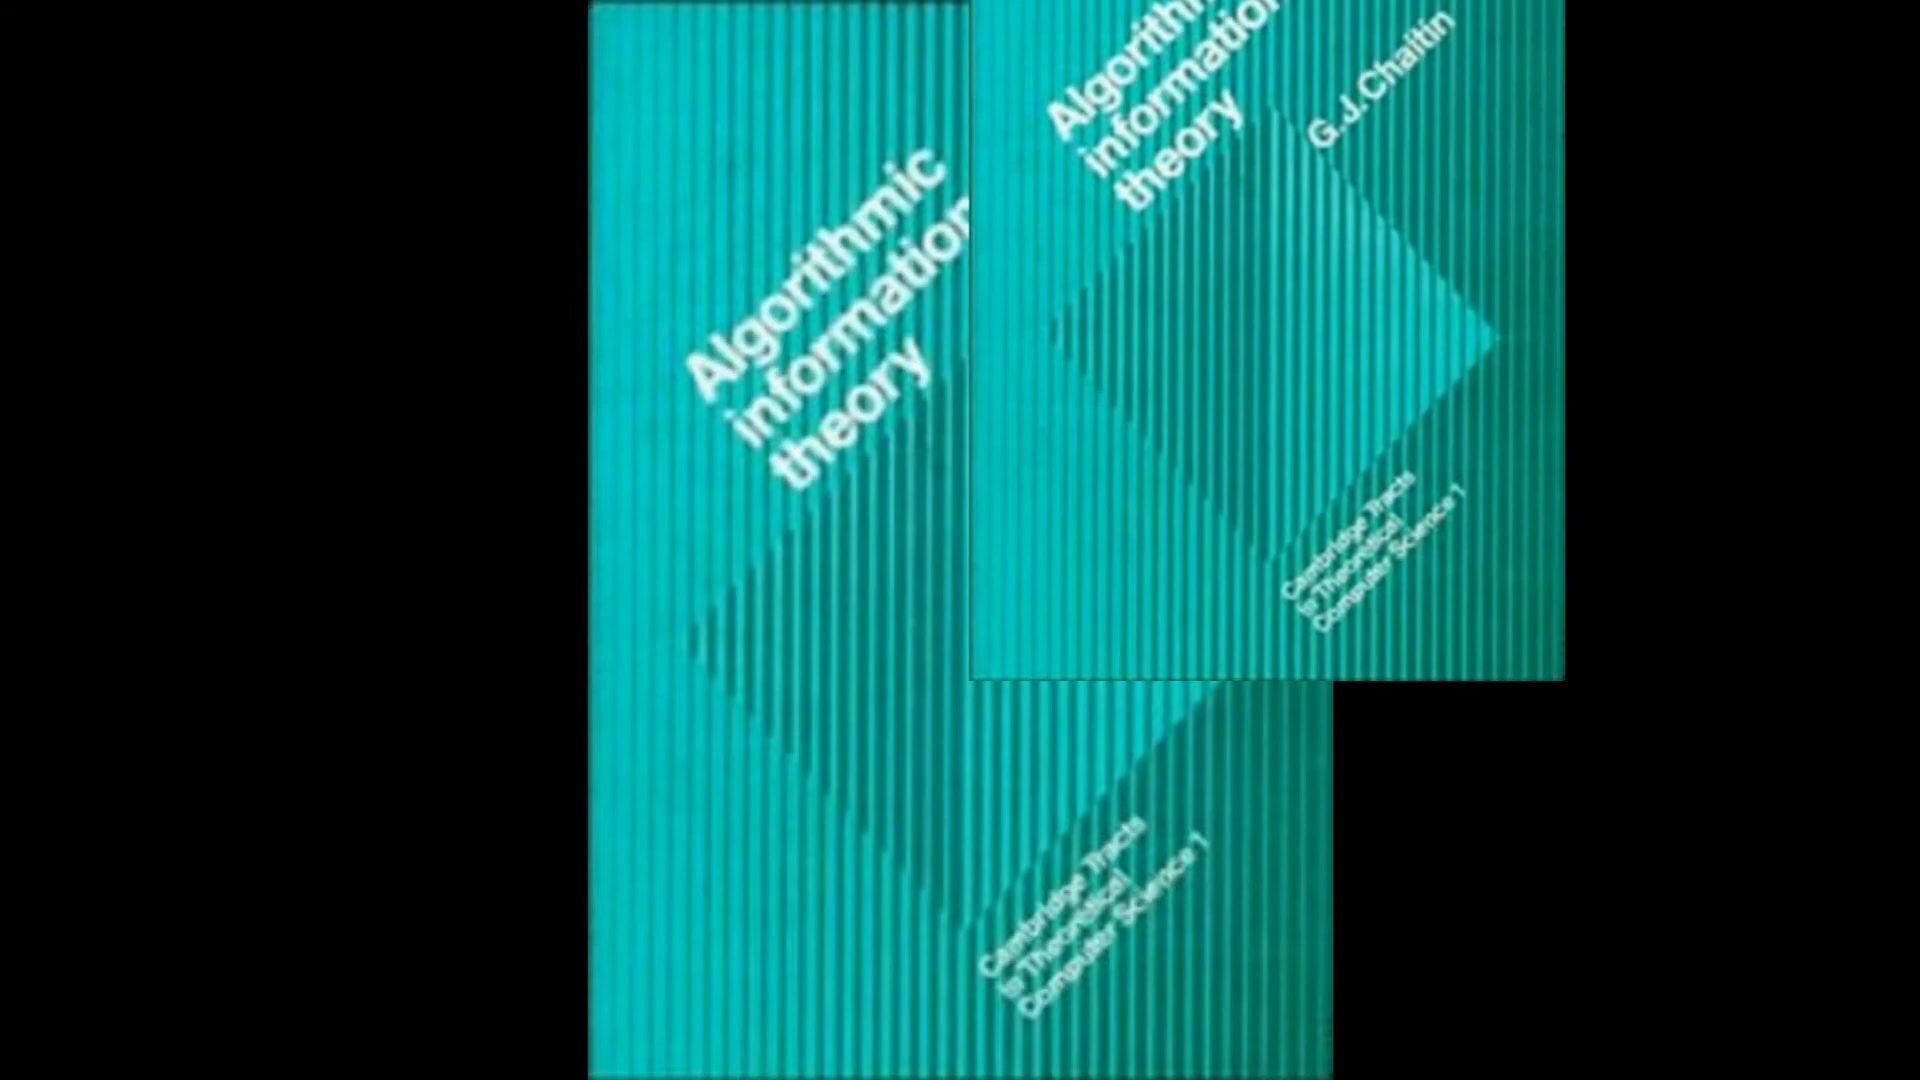 Algorithmic
information
theory
Cambridge Tracts
in Theoretical
Computer Science 1
Algorithm
information
theory
G.J.Chaitin
Cambridge Tracts
in Theoretical
Computer Science 1